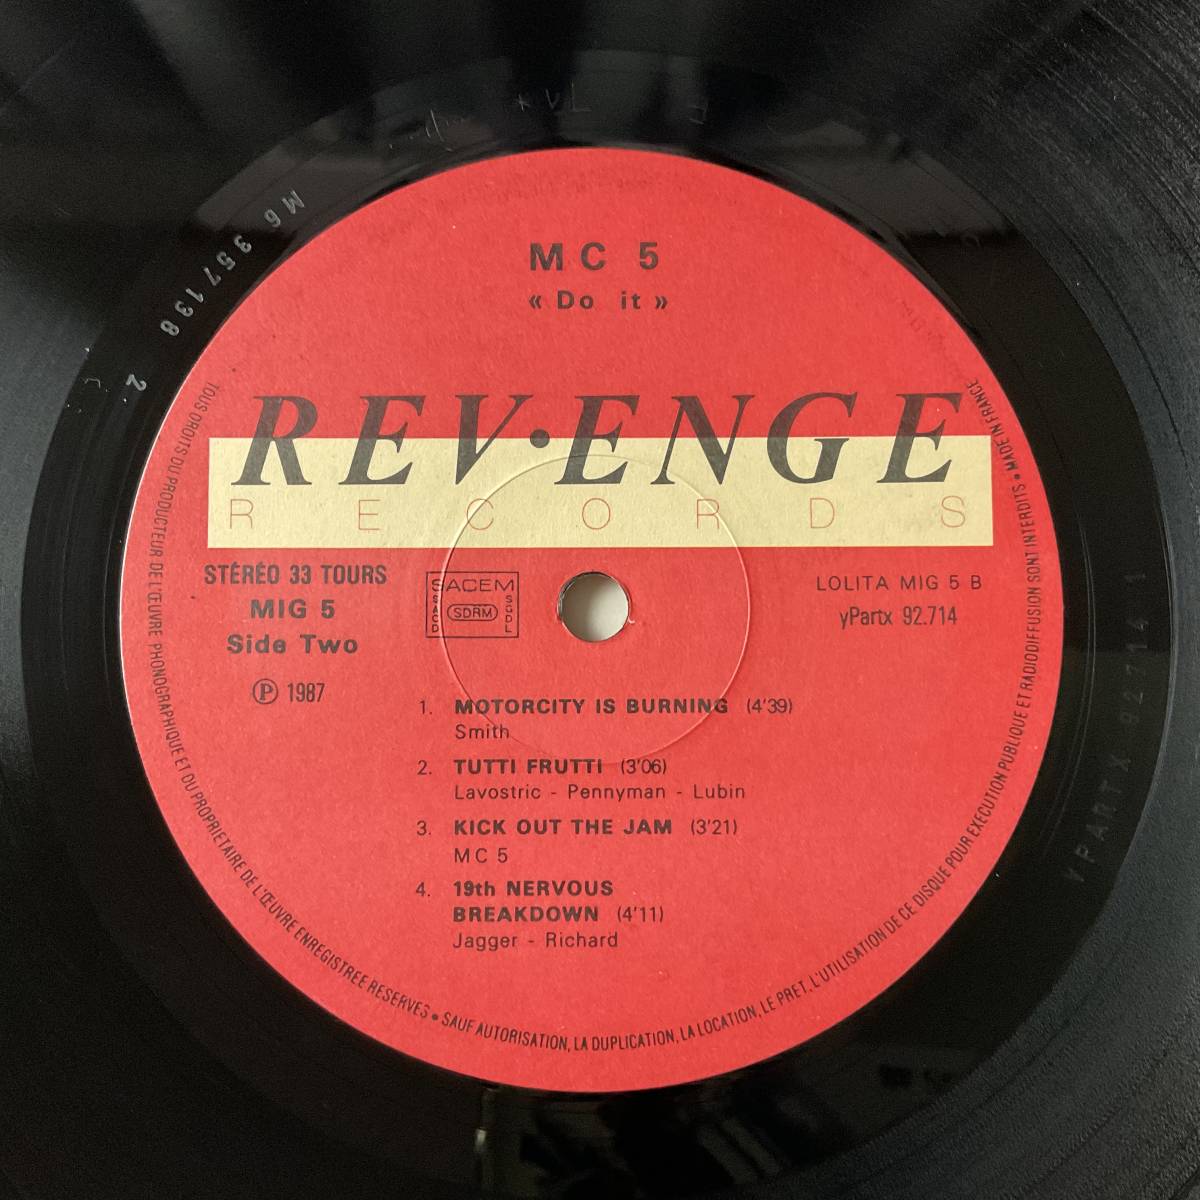 MC 5
« Do it »
REV·ENGE
RECORDS
STÉRÉO 33 TOURS
MIG 5
Side Two
Ⓟ 1987
SACEM
SACD
SDRM
SGDL
LOLITA MIG 5 B
yPartx 92.714
1. MOTORCITY IS BURNING (4'39)
Smith
2. TUTTI FRUTTI (3'06)
Lavostric - Pennyman - Lubin
3. KICK OUT THE JAM (3'21)
MC 5
4. 19th NERVOUS
BREAKDOWN (4'11)
Jagger - Richard
TOUS DROITS DU PRODUCTEUR DE L'ŒUVRE PHONOGRAPHIQUE ET DU PROPRIETAIRE DE L'ŒUVRE ENREGISTREE RESERVES • SAUF AUTORISATION, LA DUPLICATION, LA LOCATION, LE PRET, L'UTILISATION DE CE DISQUE POUR EXECUTION PUBLIQUE ET RADIODIFFUSION SONT INTERDITS • MADE IN FRANCE
M6 357138 2
YPARTX 92714 1